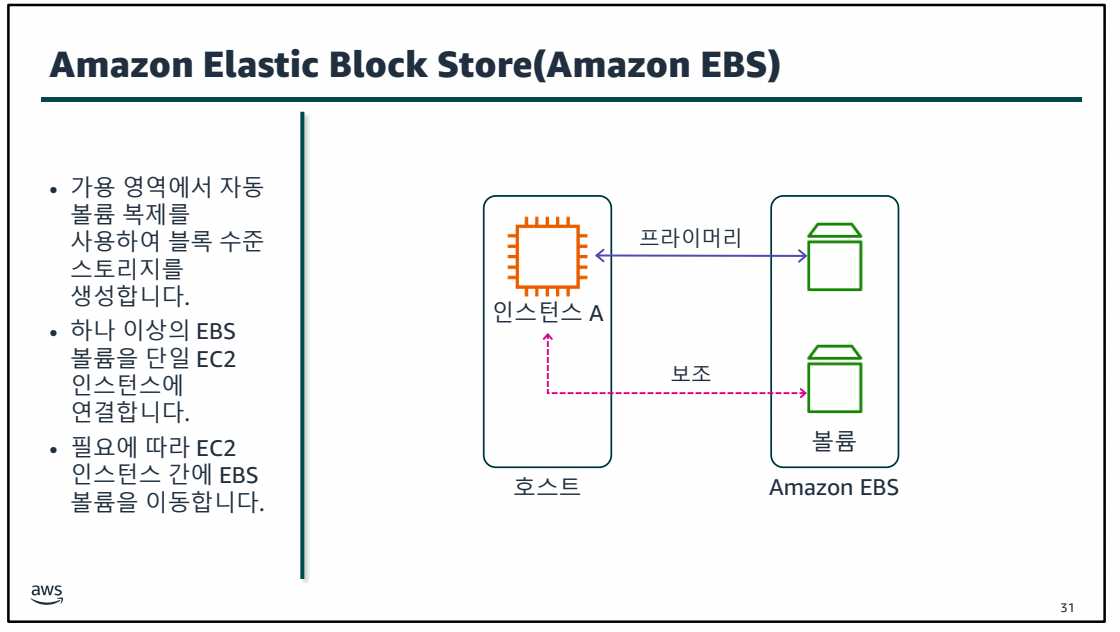 Amazon Elastic Block Store(Amazon EBS)
• 가용 영역에서 자동
볼륨 복제를
사용하여 블록 수준
스토리지를
생성합니다.
• 하나 이상의 EBS
볼륨을 단일 EC2
인스턴스에
연결합니다.
• 필요에 따라 EC2
인스턴스 간에 EBS
볼륨을 이동합니다.
프라이머리
인스턴스 A
보조
볼륨
호스트
Amazon EBS
aws
31